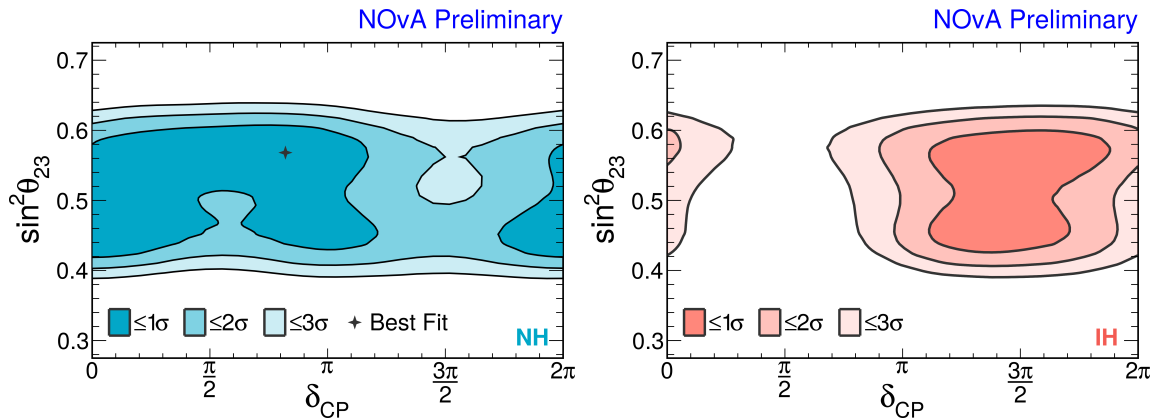 NOvA Preliminary
sin²θ₂₃
0.7
0.6
0.5
0.4
0.3
≤1σ ≤2σ ≤3σ Best Fit
NH
0 π/2 π 3π/2 2π
δCP
NOvA Preliminary
sin²θ₂₃
0.7
0.6
0.5
0.4
0.3
≤1σ ≤2σ ≤3σ
IH
0 π/2 π 3π/2 2π
δCP